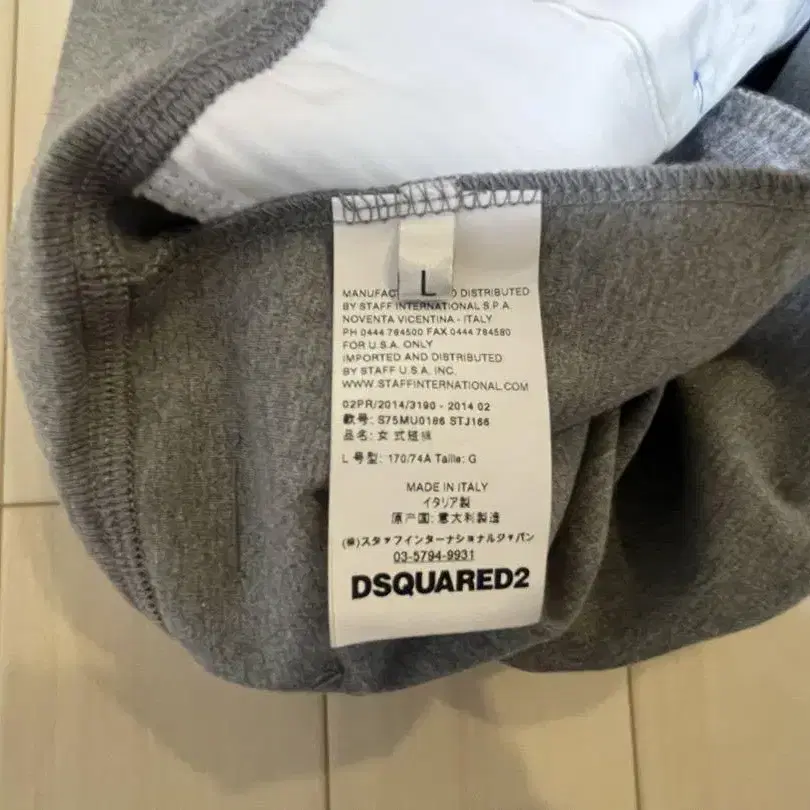 L
MANUFAC D DISTRIBUTED
BY STAFF INTERNATIONAL S.P.A.
NOVENTA VICENTINA - ITALY
PH 0444 784500 FAX 0444 784580
FOR U.S.A. ONLY
IMPORTED AND DISTRIBUTED
BY STAFF U.S.A. INC.
WWW.STAFFINTERNATIONAL.COM
02PR/2014/3190 - 2014 02
款号: S75MU0186 STJ166
品名: 女式短裤
L 号型: 170/74A Taille: G
MADE IN ITALY
イタリア製
原产国: 意大利製造
(株)スタッフインターナショナルジャパン
03-5794-9931
DSQUARED2